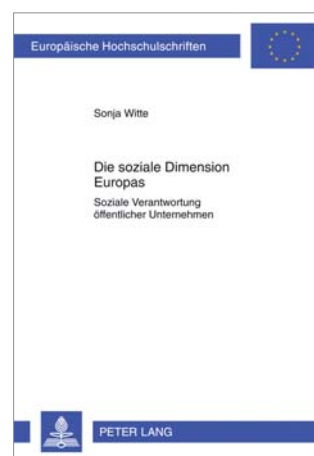 Europäische Hochschulschriften
Sonja Witte
Die soziale Dimension
Europas
Soziale Verantwortung
öffentlicher Unternehmen
PETER LANG